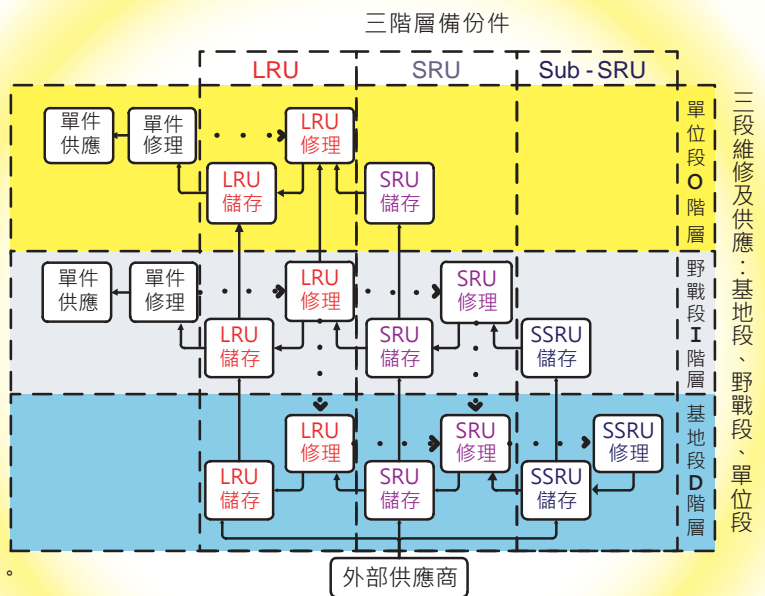 三階層備份件
LRU
SRU
Sub - SRU
單件
供應
單件
修理
LRU
修理
LRU
儲存
SRU
儲存
單位段O階層
單件
供應
單件
修理
LRU
修理
SRU
修理
LRU
儲存
SRU
儲存
SSRU
儲存
野戰段I階層
LRU
修理
SRU
修理
SSRU
修理
LRU
儲存
SRU
儲存
SSRU
儲存
基地段D階層
三段維修及供應：基地段、野戰段、單位段
外部供應商
。